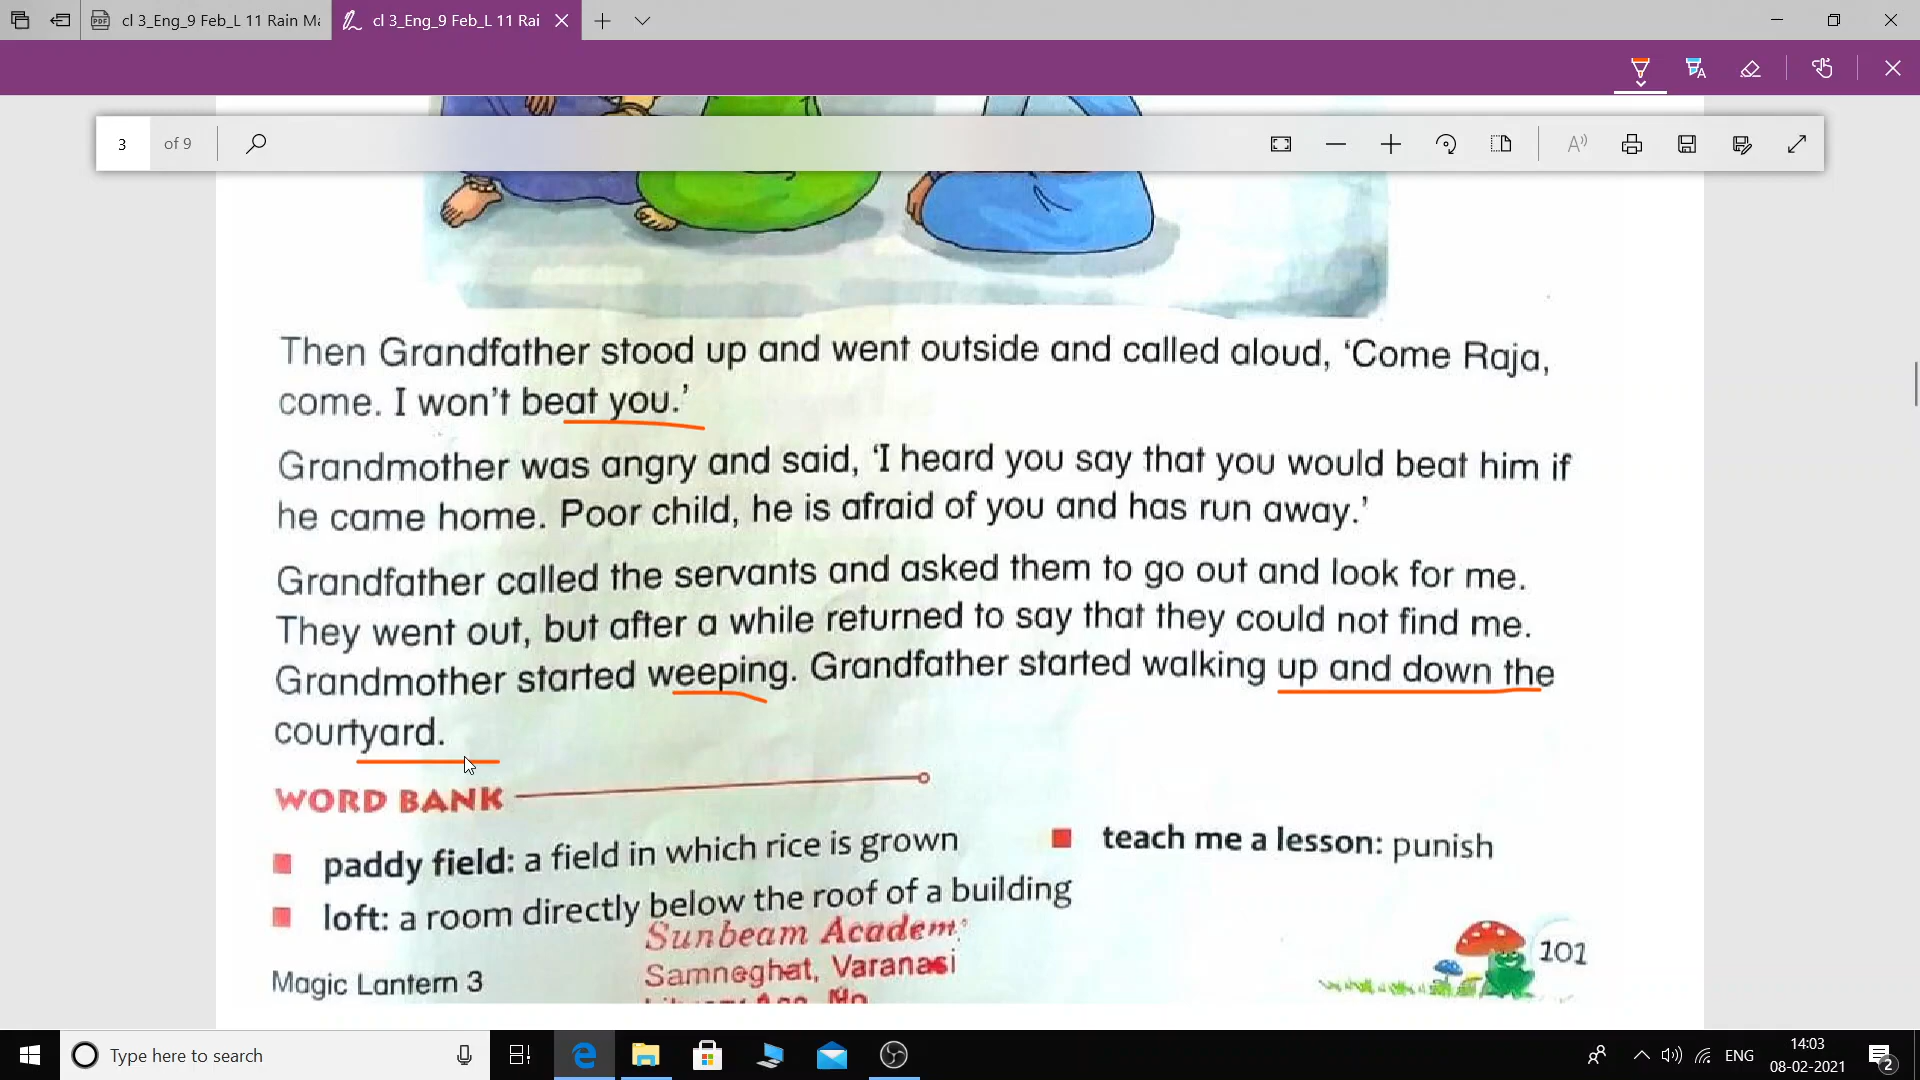 cl 3_Eng_9 Feb_L 11 Rain Ma
cl 3_Eng_9 Feb_L 11 Rai
3 of 9
Then Grandfather stood up and went outside and called aloud, ‘Come Raja,
come. I won’t beat you.’
Grandmother was angry and said, ‘I heard you say that you would beat him if
he came home. Poor child, he is afraid of you and has run away.’
Grandfather called the servants and asked them to go out and look for me.
They went out, but after a while returned to say that they could not find me.
Grandmother started weeping. Grandfather started walking up and down the
courtyard.
WORD BANK
paddy field: a field in which rice is grown
teach me a lesson: punish
loft: a room directly below the roof of a building
Sunbeam Academ
Samneghat, Varanasi
101
Magic Lantern 3
Type here to search
ENG
14:03
08-02-2021
2